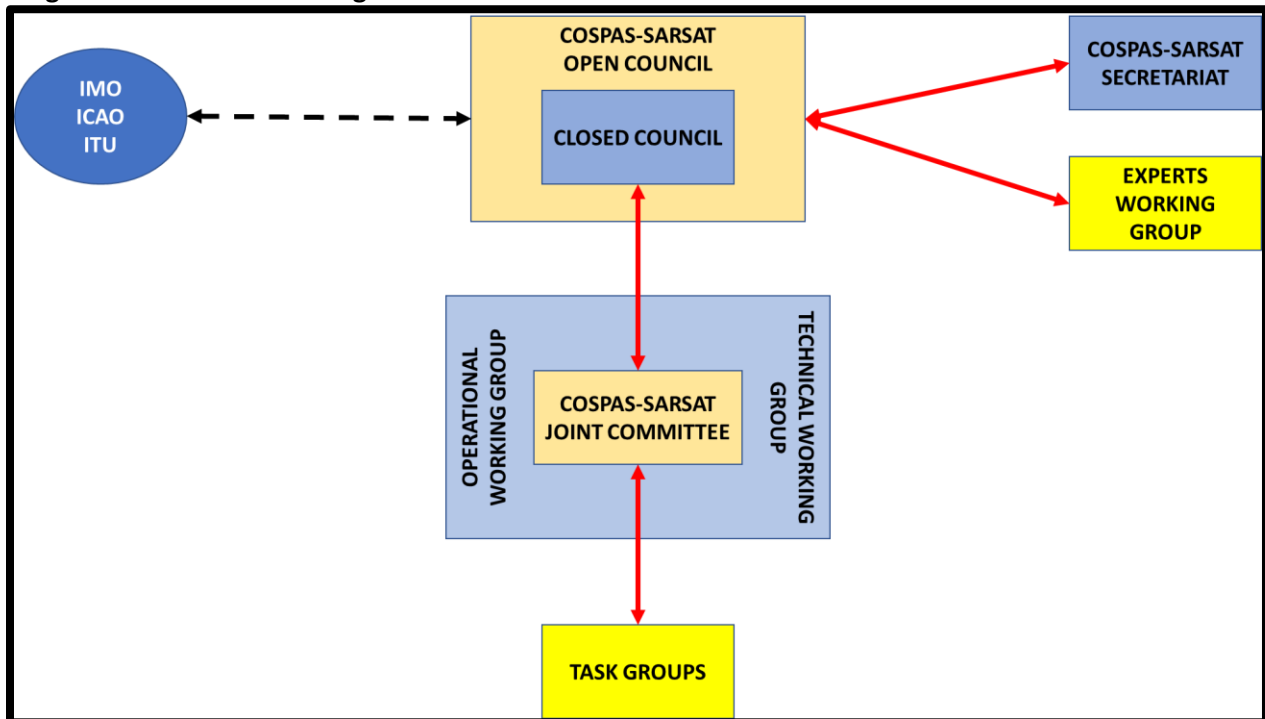 COSPAS-SARSAT
OPEN COUNCIL
CLOSED COUNCIL
IMO
ICAO
ITU
COSPAS-SARSAT
SECRETARIAT
EXPERTS
WORKING
GROUP
OPERATIONAL
WORKING GROUP
COSPAS-SARSAT
JOINT COMMITTEE
TECHNICAL WORKING
GROUP
TASK GROUPS